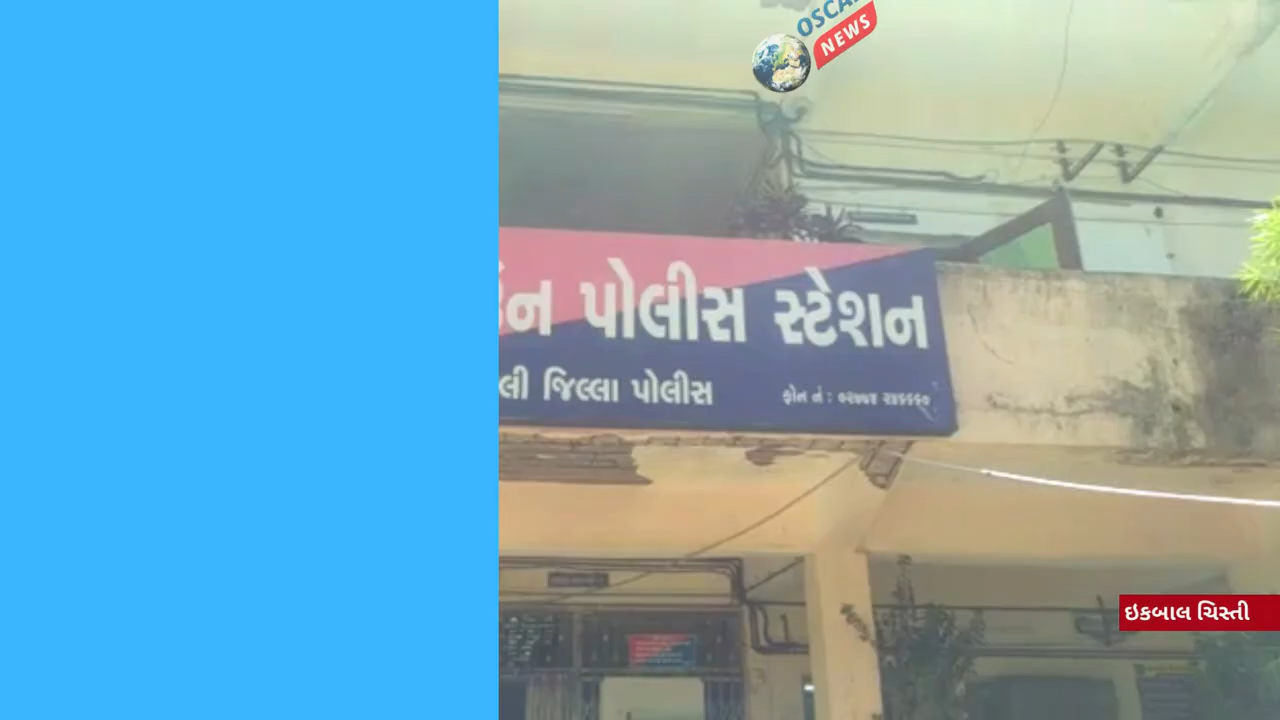 OSCAR
NEWS
પોલીસ સ્ટેશન
જિલ્લા પોલીસ
ફોન નં :
ઇકબાલ ચિસ્તી